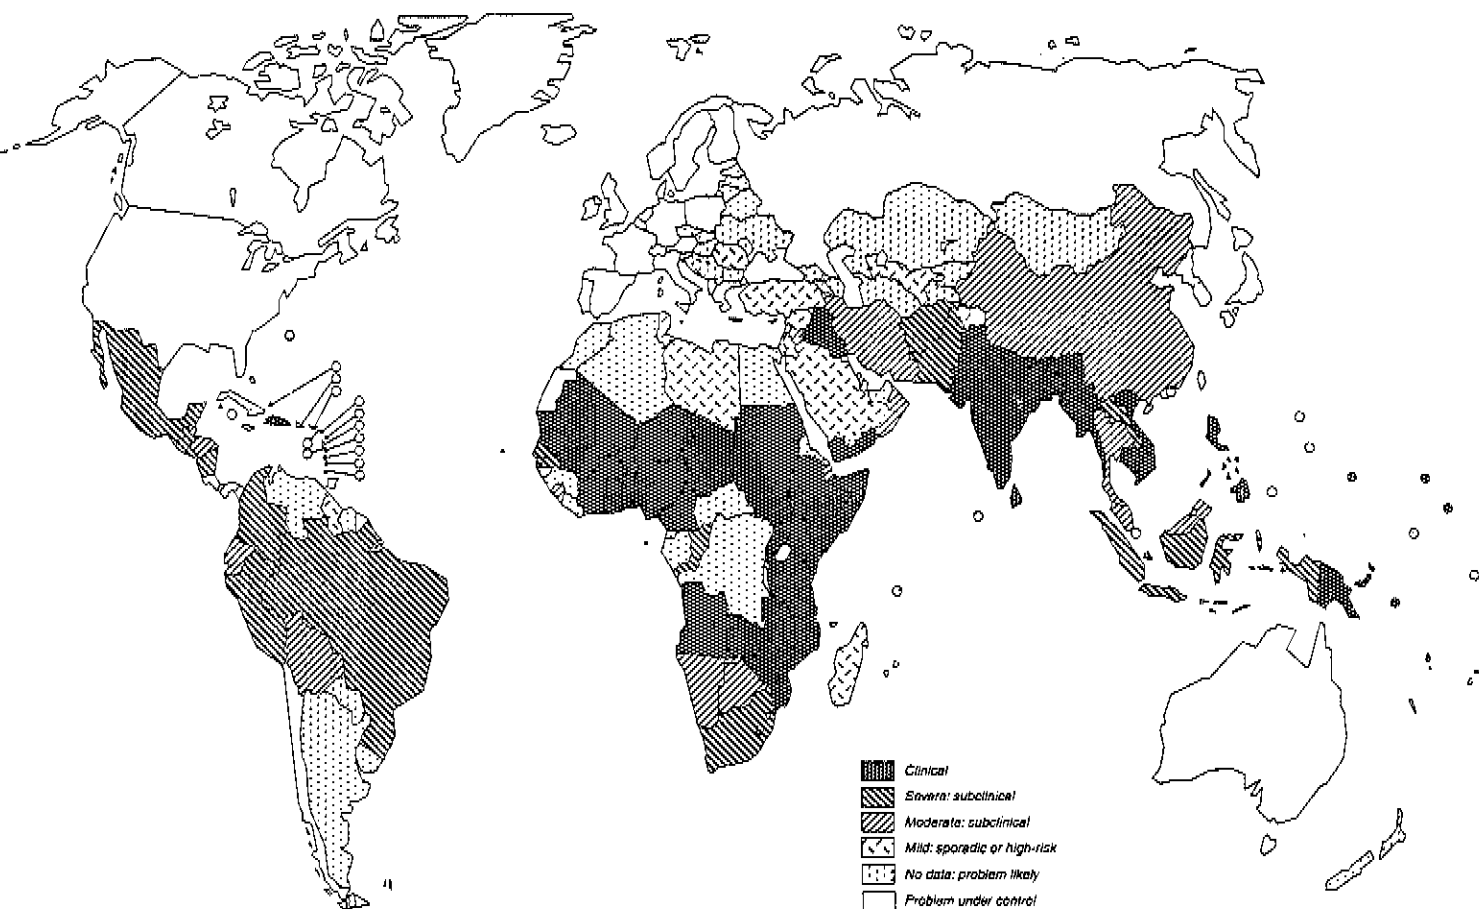 Clinical
Severe: subclinical
Moderate: subclinical
Mild: sporadic or high-risk
No data: problem likely
Problem under control